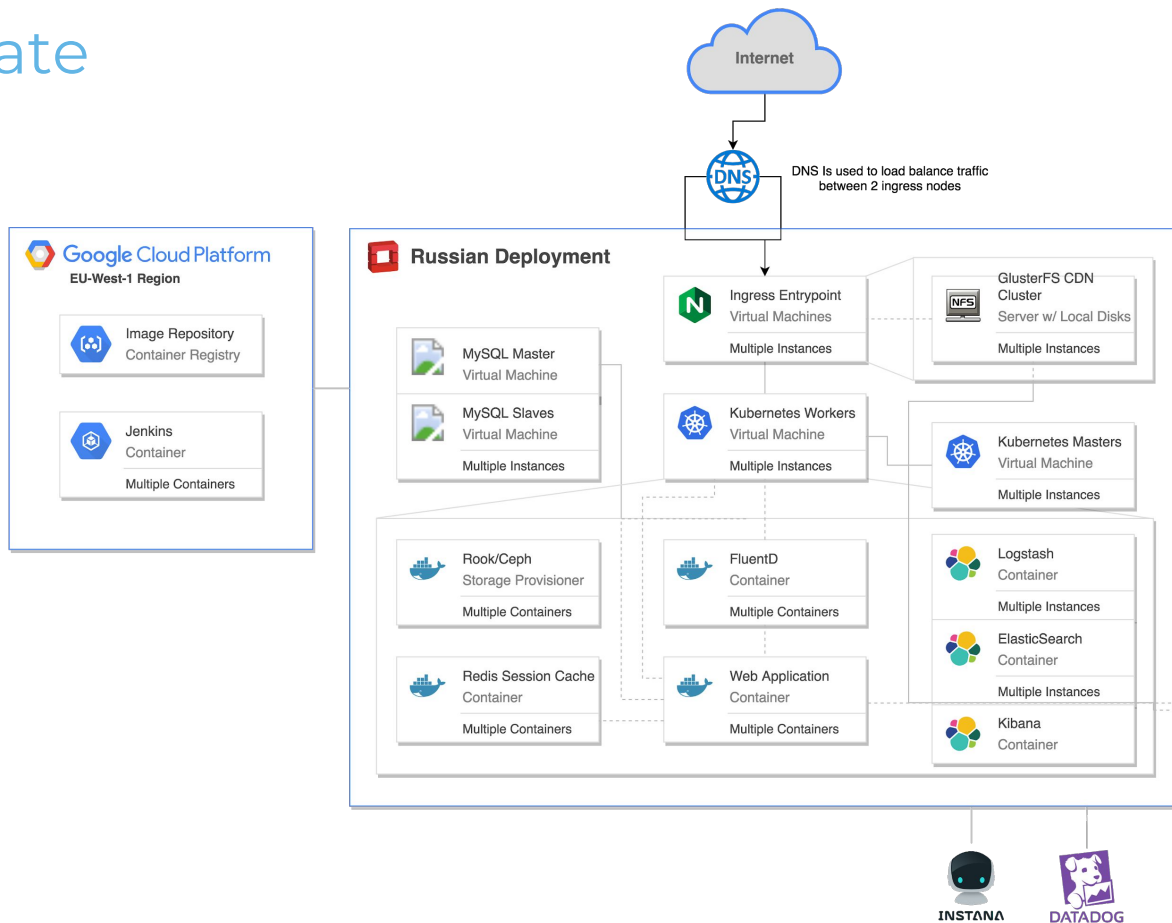 ate
Internet
DNS
DNS Is used to load balance traffic
between 2 ingress nodes
Google Cloud Platform
EU-West-1 Region
Image Repository
Container Registry
Jenkins
Container
Multiple Containers
Russian Deployment
MySQL Master
Virtual Machine
MySQL Slaves
Virtual Machine
Multiple Instances
N
Ingress Entrypoint
Virtual Machines
Multiple Instances
NFS
GlusterFS CDN
Cluster
Server w/ Local Disks
Multiple Instances
Kubernetes Workers
Virtual Machine
Multiple Instances
Kubernetes Masters
Virtual Machine
Multiple Instances
Rook/Ceph
Storage Provisioner
Multiple Containers
FluentD
Container
Multiple Containers
Logstash
Container
Multiple Instances
ElasticSearch
Container
Multiple Instances
Kibana
Container
Redis Session Cache
Container
Multiple Containers
Web Application
Container
Multiple Containers
INSTANA
DATADOG